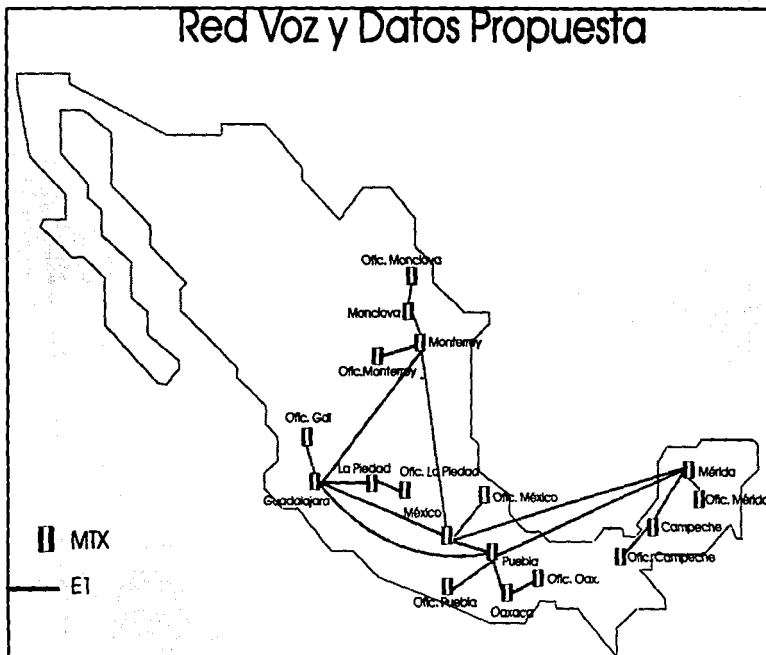 Red Voz y Datos Propuesta
Ofic. Monclova
Monclova
Monterrey
Ofic.Monterrey
Ofic. Gdl
La Piedad
Ofic. La Piedad
Guadalajara
México
Ofic. México
Mérida
Ofic. Mérida
Campeche
Ofic. Campeche
Puebla
Ofic. Puebla
Ofic. Oax.
Oaxaca
MTX
E1